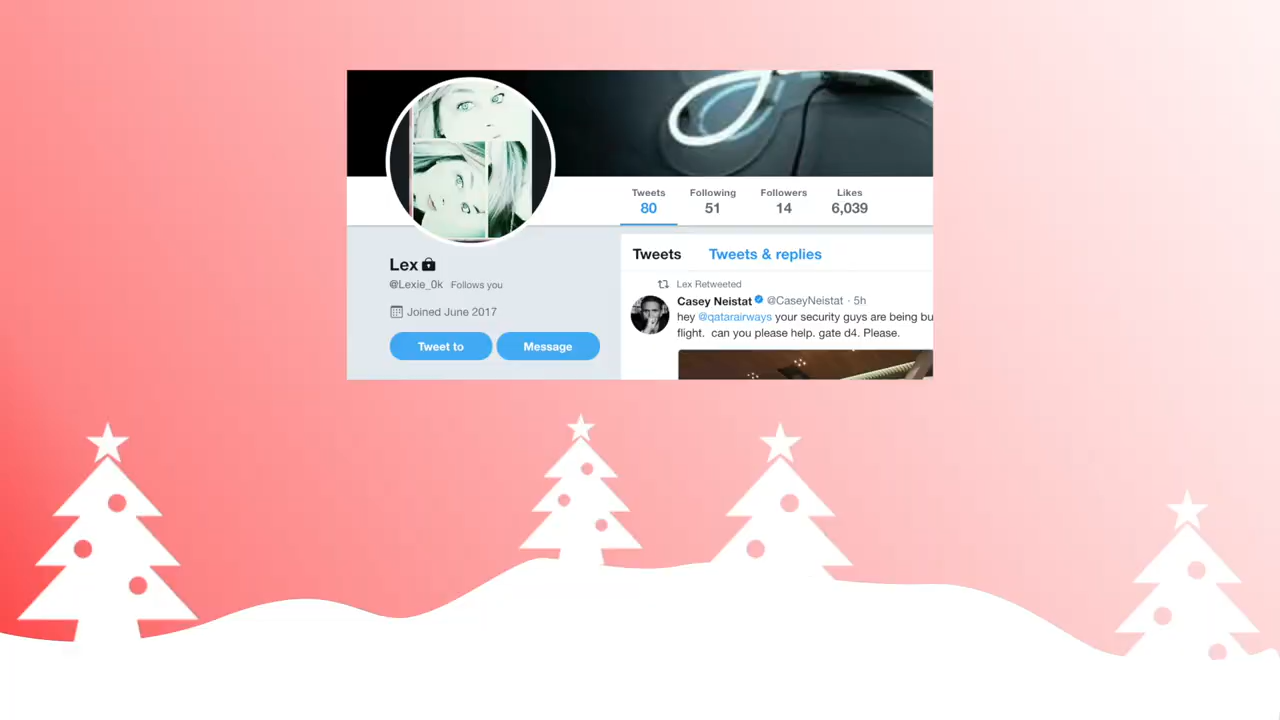 Tweets Following Followers Likes
80 51 14 6,039
Lex
@Lexie_0k Follows you
Joined June 2017
Tweet to Message
Tweets Tweets & replies
Lex Retweeted
Casey Neistat @CaseyNeistat · 5h
hey @qatarairways your security guys are being bu
flight. can you please help. gate d4. Please.